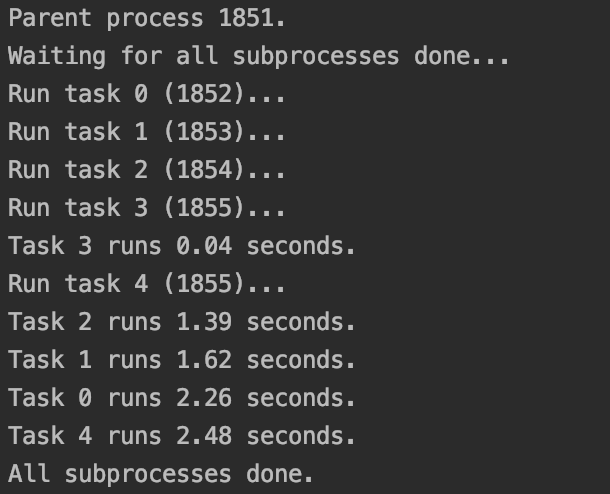 Parent process 1851.
Waiting for all subprocesses done...
Run task 0 (1852)...
Run task 1 (1853)...
Run task 2 (1854)...
Run task 3 (1855)...
Task 3 runs 0.04 seconds.
Run task 4 (1855)...
Task 2 runs 1.39 seconds.
Task 1 runs 1.62 seconds.
Task 0 runs 2.26 seconds.
Task 4 runs 2.48 seconds.
All subprocesses done.